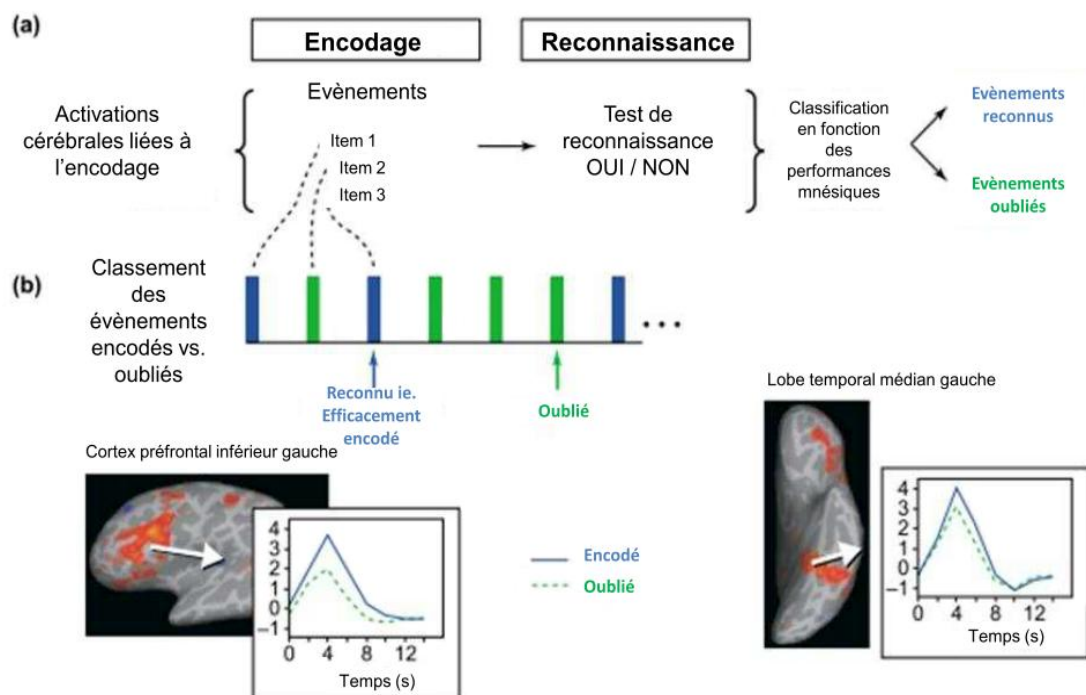 (a)
Encodage
Reconnaissance
Activations
cérébrales liées à
l'encodage
Evènements
Item 1
Item 2
Item 3
Test de
reconnaissance
OUI / NON
Classification
en fonction
des
performances
mnésiques
Evènements
reconnus
Evènements
oubliés
(b)
Classement
des
évènements
encodés vs.
oubliés
Reconnu ie.
Efficacement
encodé
Oublié
Lobe temporal médian gauche
Cortex préfrontal inférieur gauche
4
3
2
1
0
–1
0 4 8 12
Temps (s)
Encodé
Oublié
4
3
2
1
0
–1
0 4 8 12
Temps (s)